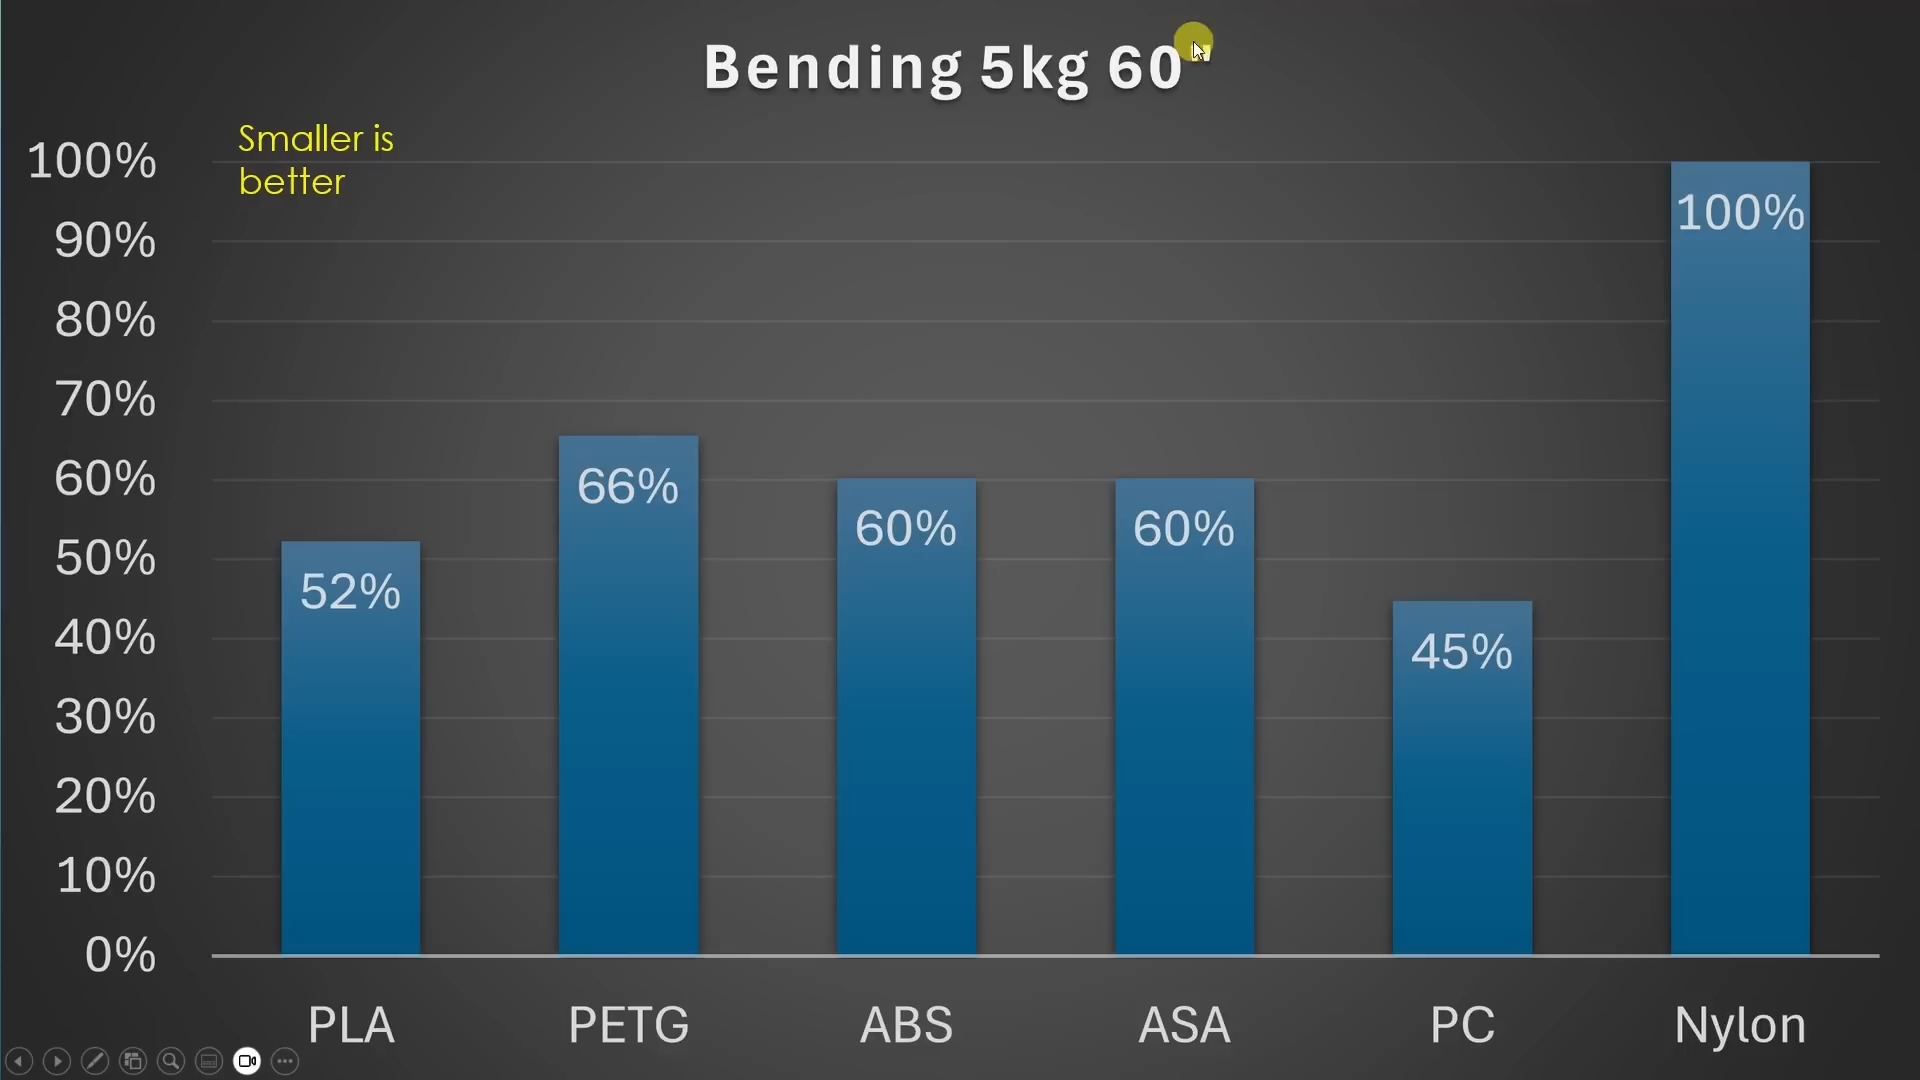 Bending 5kg 60"
Smaller is
better
100%
90%
80%
70%
60%
50%
40%
30%
20%
10%
0%
52%
66%
60%
60%
45%
100%
PLA
PETG
ABS
ASA
PC
Nylon